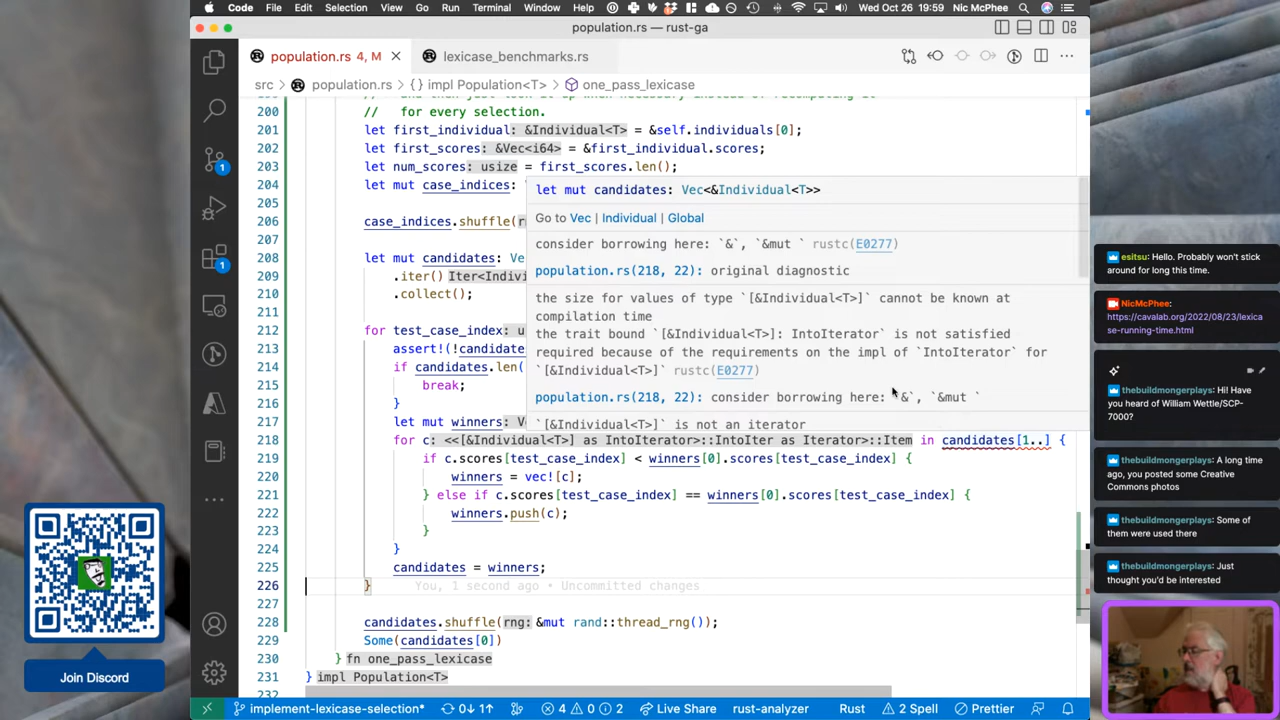 Code File Edit Selection View Go Run Terminal Window Help Wed Oct 26 19:59 Nic McPhee
population.rs — rust-ga
population.rs 4, M lexicase_benchmarks.rs
src > population.rs > {} impl Population<T> > one_pass_lexicase
200 // for every selection.
201 let first_individual: &Individual<T> = &self.individuals[0];
202 let first_scores: &Vec<i64> = &first_individual.scores;
203 let num_scores: usize = first_scores.len();
204 let mut case_indices:
206 case_indices.shuffle(
207
208 let mut candidates: Ve
209 .iter() Iter<Indivi
210 .collect();
211
212 for test_case_index: u
213 assert!(!candidate
214 if candidates.len(
215 break;
216 }
217 let mut winners: V
218 for c: <<[&Individual<T>] as IntoIterator>::IntoIter as Iterator>::Item in candidates[1..] {
219 if c.scores[test_case_index] < winners[0].scores[test_case_index] {
220 winners = vec![c];
221 } else if c.scores[test_case_index] == winners[0].scores[test_case_index] {
222 winners.push(c);
223 }
224 }
225 candidates = winners;
226 } You, 1 second ago • Uncommitted changes
227
228 candidates.shuffle(rng: &mut rand::thread_rng());
229 Some(candidates[0])
230 } fn one_pass_lexicase
231 } impl Population<T>
232
let mut candidates: Vec<&Individual<T>>
Go to Vec | Individual | Global
consider borrowing here: `&`, `&mut ` rustc(E0277)
population.rs(218, 22): original diagnostic
the size for values of type `[&Individual<T>]` cannot be known at
compilation time
the trait bound `[&Individual<T>]: IntoIterator` is not satisfied
required because of the requirements on the impl of `IntoIterator` for
`[&Individual<T>]` rustc(E0277)
population.rs(218, 22): consider borrowing here: `&`, `&mut `
`[&Individual<T>]` is not an iterator
1
1
implement-lexicase-selection* 0↓ 1↑ 4 0 2 Live Share rust-analyzer Rust 2 Spell Prettier
Join Discord
esitsu: Hello. Probably won't stick
around for long this time.
NicMcPhee:
https://cavalab.org/2022/08/23/lexica
se-running-time.html
thebuildmongerplays: Hi! Have
you heard of William Wettle/SCP-
7000?
thebuildmongerplays: A long time
ago, you posted some Creative
Commons photos
thebuildmongerplays: Some of
them were used there
thebuildmongerplays: Just
thought you'd be interested